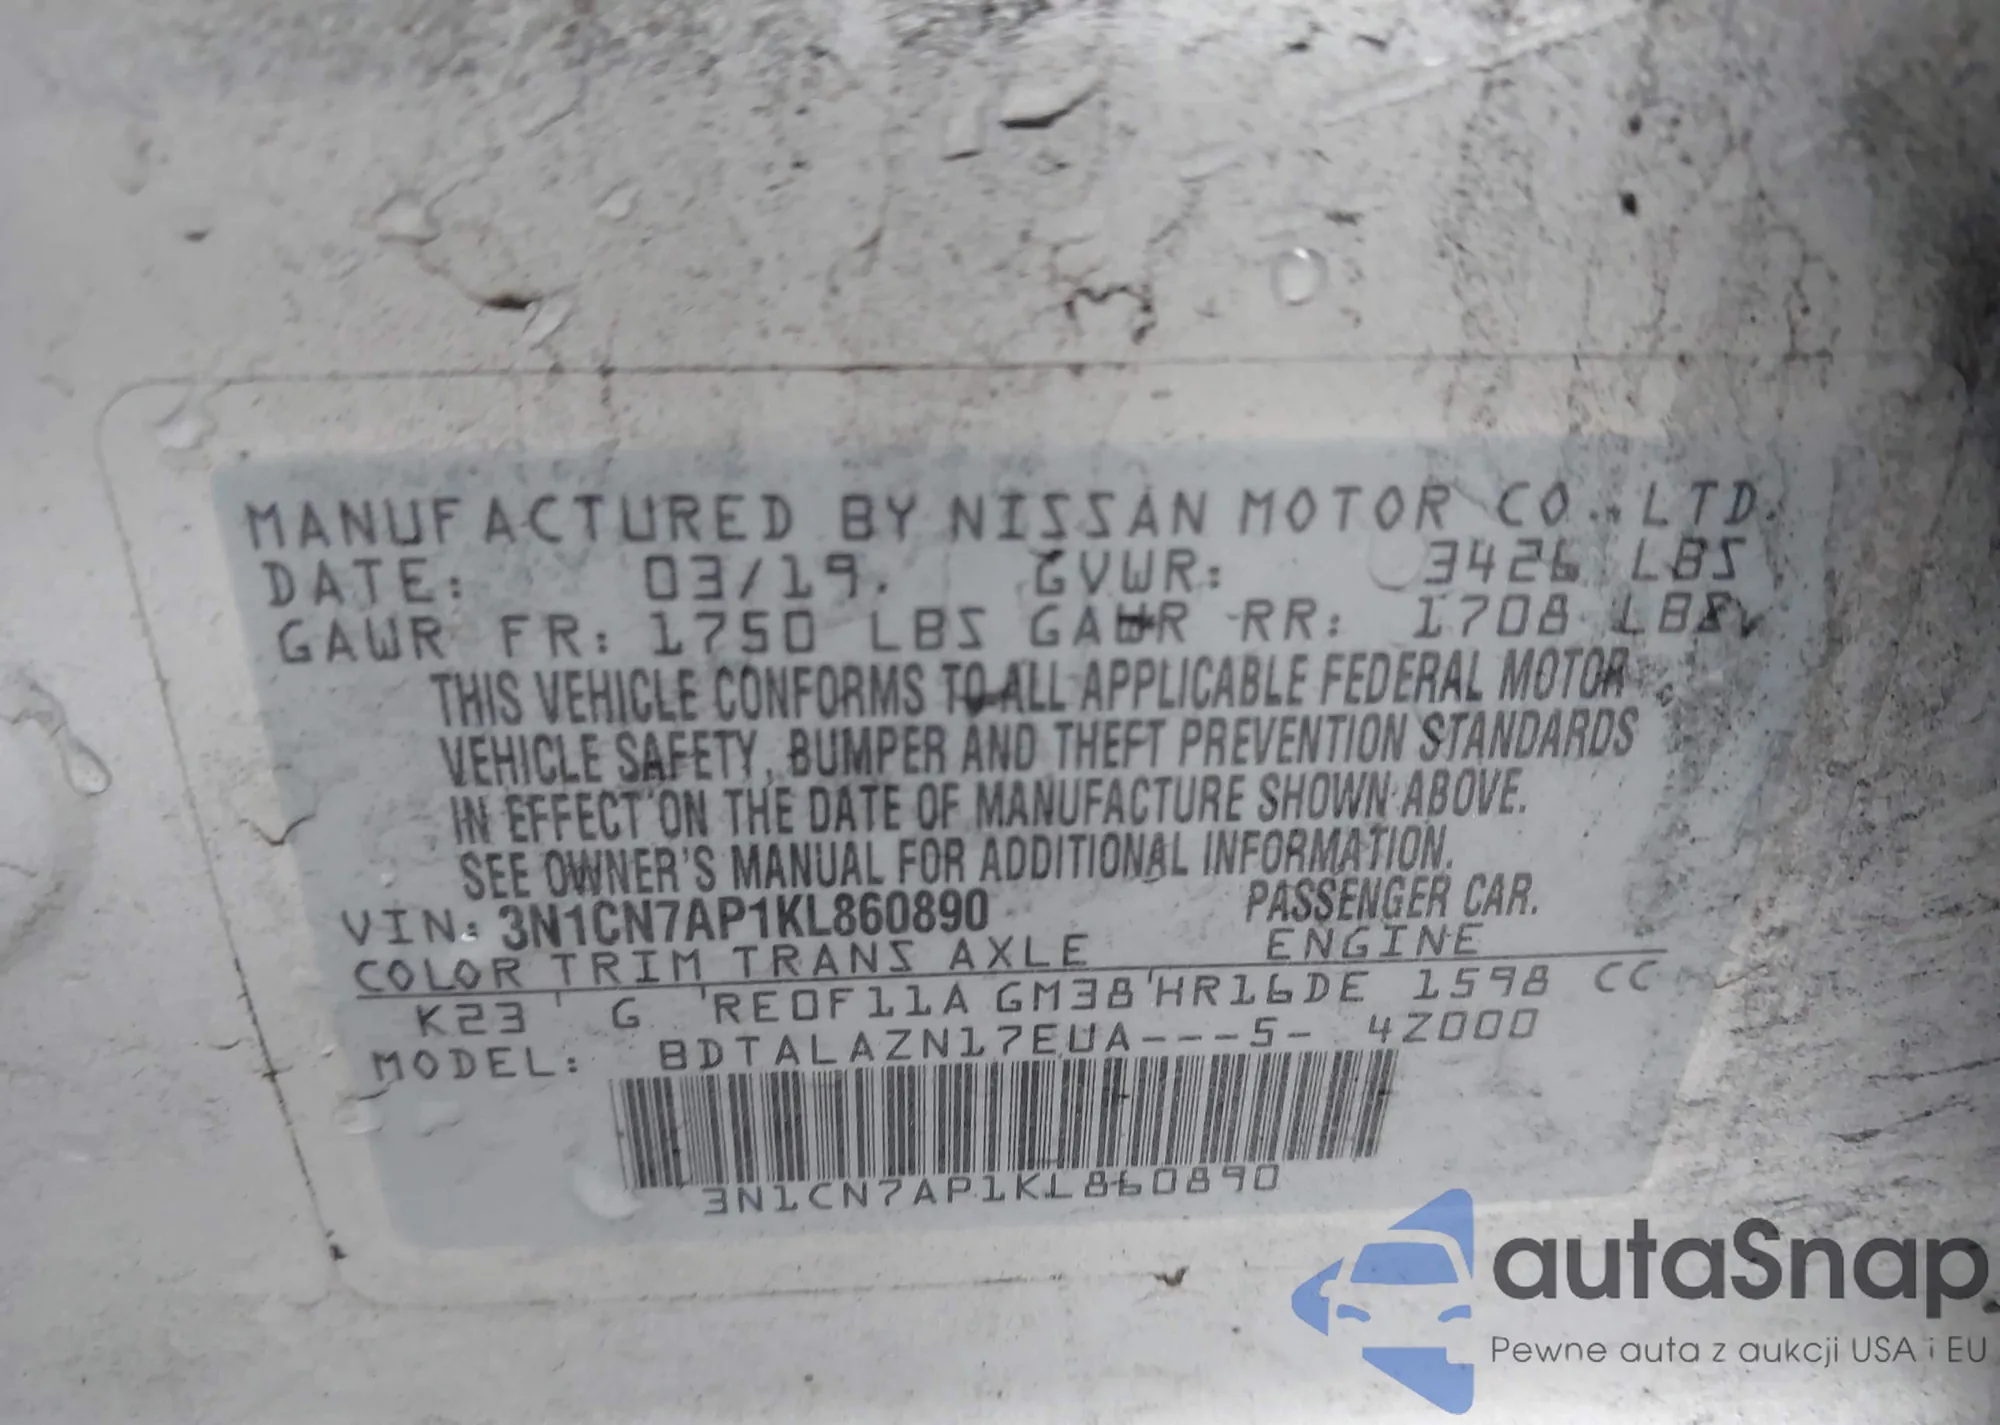 MANUFACTURED BY NISSAN MOTOR CO., LTD.
DATE: 03/19. GVWR: 3426 LBS
GAWR FR: 1750 LBS GAWR RR: 1708 LBS
THIS VEHICLE CONFORMS TO ALL APPLICABLE FEDERAL MOTOR
VEHICLE SAFETY, BUMPER AND THEFT PREVENTION STANDARDS
IN EFFECT ON THE DATE OF MANUFACTURE SHOWN ABOVE.
SEE OWNER'S MANUAL FOR ADDITIONAL INFORMATION.
VIN: 3N1CN7AP1KL860890 PASSENGER CAR.
COLOR TRIM TRANS AXLE ENGINE
K23 G RE0F11A GM38 HR16DE 1598 CC
MODEL: BDTALAZN17EUA---S- 4Z000
3N1CN7AP1KL860890
autaSnap
Pewne auta z aukcji USA i EU